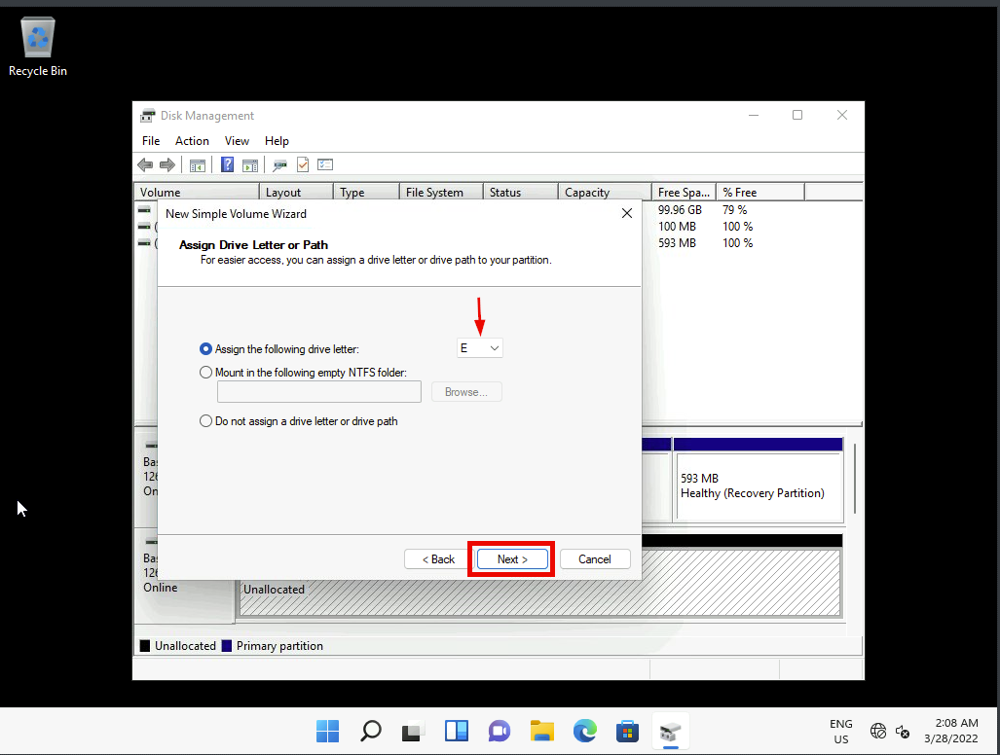 Recycle Bin
Disk Management
File Action View Help
Volume Layout Type File System Status Capacity Free Spa... % Free
99.96 GB 79 %
( 100 MB 100 %
( 593 MB 100 %
New Simple Volume Wizard
Assign Drive Letter or Path
For easier access, you can assign a drive letter or drive path to your partition.
Assign the following drive letter: E
Mount in the following empty NTFS folder:
Browse...
Do not assign a drive letter or drive path
< Back Next > Cancel
Bas
126
On
593 MB
Healthy (Recovery Partition)
Bas
126
Online
Unallocated
Unallocated Primary partition
ENG
US
2:08 AM
3/28/2022